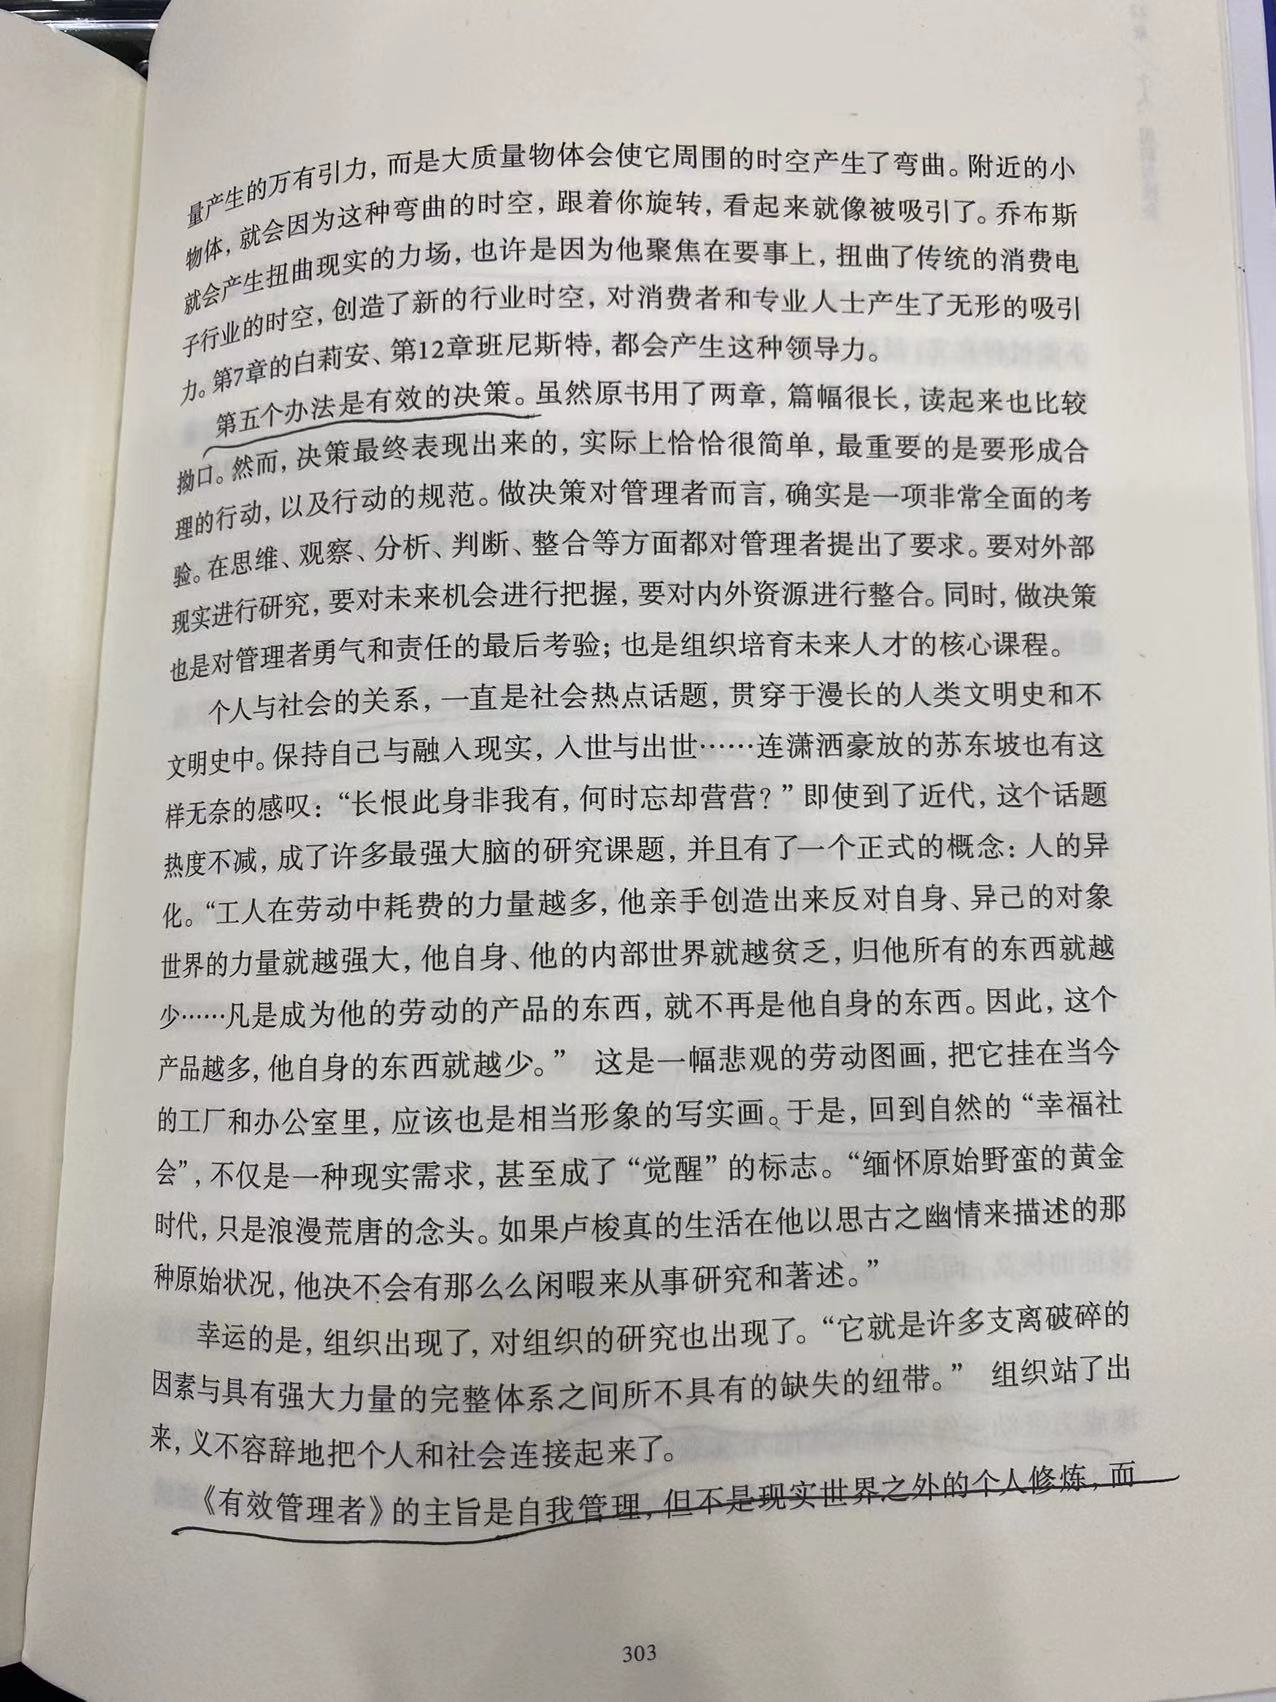 量产生的万有引力，而是大质量物体会使它周围的时空产生了弯曲。附近的小
物体，就会因为这种弯曲的时空，跟着你旋转，看起来就像被吸引了。乔布斯
就会产生扭曲现实的力场，也许是因为他聚焦在要事上，扭曲了传统的消费电
子行业的时空，创造了新的行业时空，对消费者和专业人士产生了无形的吸引
力。第7章的白莉安、第12章班尼斯特，都会产生这种领导力。
第五个办法是有效的决策。虽然原书用了两章，篇幅很长，读起来也比较
拗口。然而，决策最终表现出来的，实际上恰恰很简单，最重要的是要形成合
理的行动，以及行动的规范。做决策对管理者而言，确实是一项非常全面的考
验。在思维、观察、分析、判断、整合等方面都对管理者提出了要求。要对外部
现实进行研究，要对未来机会进行把握，要对内外资源进行整合。同时，做决策
也是对管理者勇气和责任的最后考验；也是组织培育未来人才的核心课程。
个人与社会的关系，一直是社会热点话题，贯穿于漫长的人类文明史和不
文明史中。保持自己与融入现实，入世与出世……连潇洒豪放的苏东坡也有这
样无奈的感叹：“长恨此身非我有，何时忘却营营？”即使到了近代，这个话题
热度不减，成了许多最强大脑的研究课题，并且有了一个正式的概念：人的异
化。“工人在劳动中耗费的力量越多，他亲手创造出来反对自身、异己的对象
世界的力量就越强大，他自身、他的内部世界就越贫乏，归他所有的东西就越
少……凡是成为他的劳动的产品的东西，就不再是他自身的东西。因此，这个
产品越多，他自身的东西就越少。” 这是一幅悲观的劳动图画，把它挂在当今
的工厂和办公室里，应该也是相当形象的写实画。于是，回到自然的“幸福社
会”，不仅是一种现实需求，甚至成了“觉醒”的标志。“缅怀原始野蛮的黄金
时代，只是浪漫荒唐的念头。如果卢梭真的生活在他以思古之幽情来描述的那
种原始状况，他决不会有那么么闲暇来从事研究和著述。”
幸运的是，组织出现了，对组织的研究也出现了。“它就是许多支离破碎的
因素与具有强大力量的完整体系之间所不具有的缺失的纽带。” 组织站了出
来，义不容辞地把个人和社会连接起来了。
《有效管理者》的主旨是自我管理，但不是现实世界之外的个人修炼，而
303